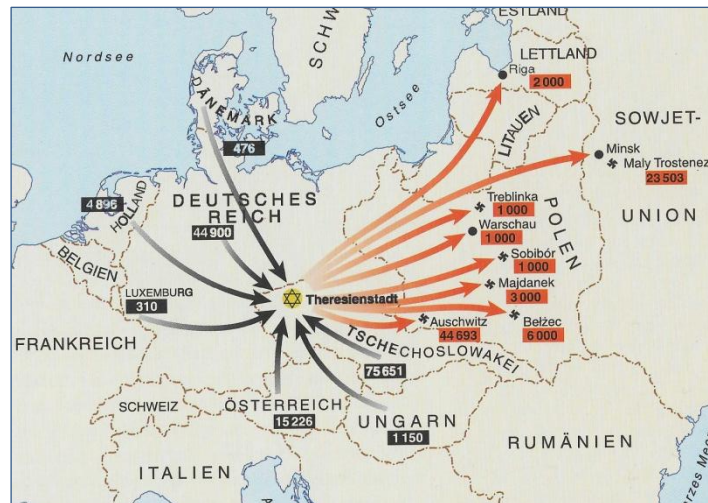 ESTLAND
Nordsee
SCHW
LETTLAND
Riga
2 000
DÄNEMARK
476
Ostsee
LITAUEN
SOWJET-
Minsk
Maly Trostenez
23 503
UNION
4 896
HOLLAND
DEUTSCHES
REICH
44 900
Treblinka
1 000
POLEN
Warschau
1 000
BELGIEN
Sobibór
1 000
LUXEMBURG
310
Theresienstadt
Majdanek
3 000
Auschwitz
44 693
Bełżec
6 000
FRANKREICH
TSCHECHOSLOWAKEI
75 651
SCHWEIZ
ÖSTERREICH
15 226
UNGARN
1 150
RUMÄNIEN
ITALIEN